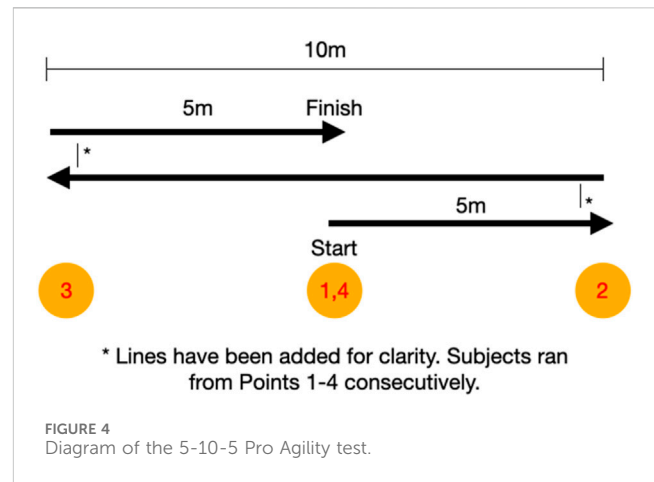 10m
5m Finish
*
*
5m
Start
3 1,4 2
* Lines have been added for clarity. Subjects ran
from Points 1-4 consecutively.
FIGURE 4
Diagram of the 5-10-5 Pro Agility test.